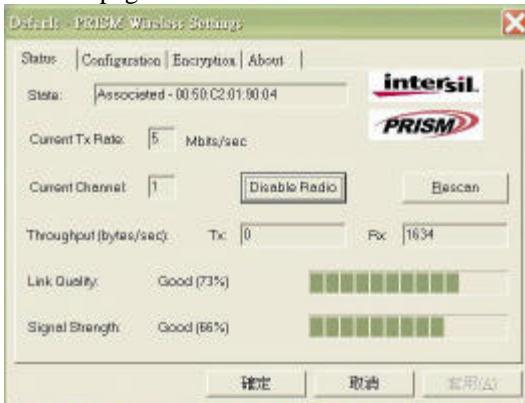 Default - PRISM Wireless Settings
Status Configuration Encryption About
State: Associated - 00:50:C2:01:90:04
intersil.
PRISM
Current Tx Rate: 5 Mbits/sec
Current Channel: 1 Disable Radio Rescan
Throughput (bytes/sec): Tx: 0 Rx: 1634
Link Quality: Good (73%)
Signal Strength: Good (66%)
確定 取消 套用(A)